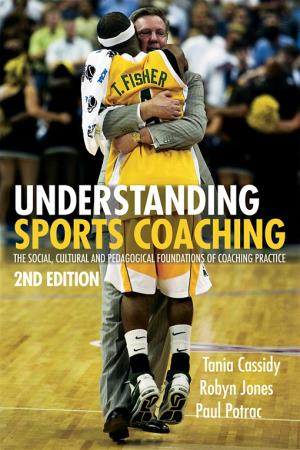 T. FISHER
UNDERSTANDING
SPORTS COACHING
THE SOCIAL, CULTURAL AND PEDAGOGICAL FOUNDATIONS OF COACHING PRACTICE
2ND EDITION
Tania Cassidy
Robyn Jones
Paul Potrac